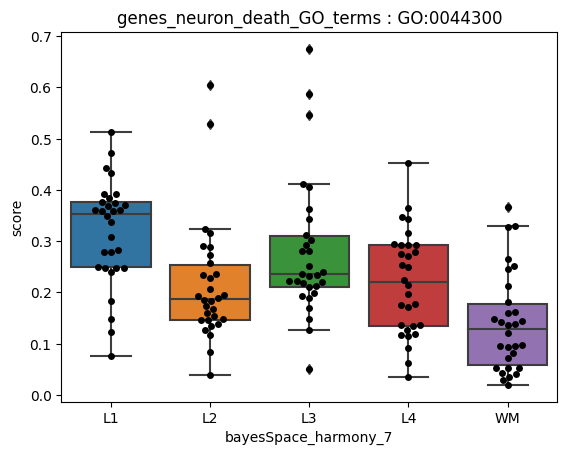 genes_neuron_death_GO_terms : GO:0044300
0.7
0.6
0.5
0.4
0.3
0.2
0.1
0.0
score
L1 L2 L3 L4 WM
bayesSpace_harmony_7